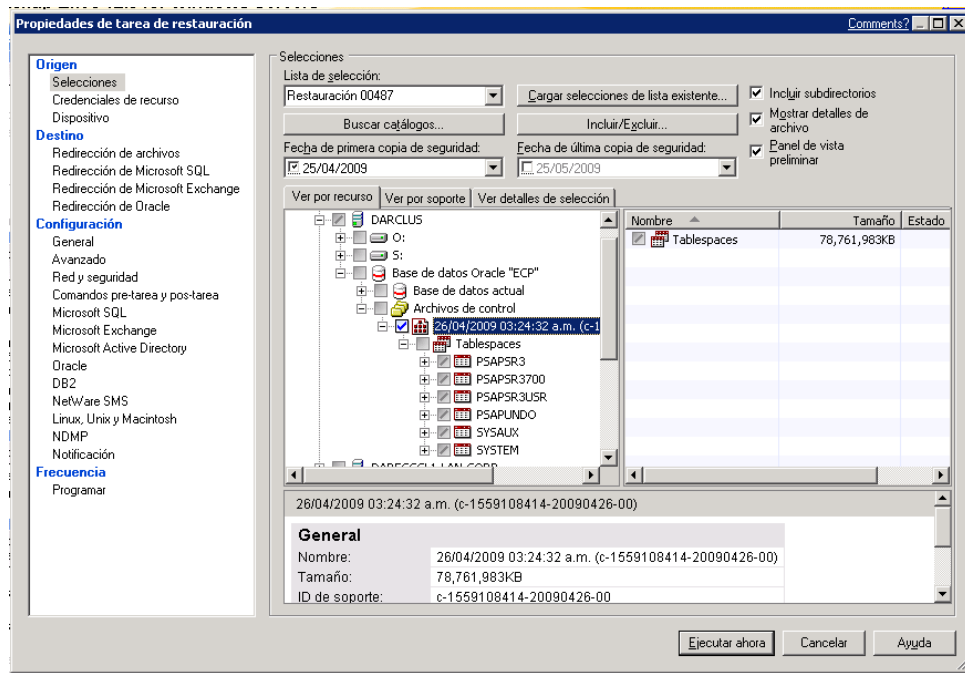 Propiedades de tarea de restauración
Comments?
Origen
Selecciones
Credenciales de recurso
Dispositivo
Destino
Redirección de archivos
Redirección de Microsoft SQL
Redirección de Microsoft Exchange
Redirección de Oracle
Configuración
General
Avanzado
Red y seguridad
Comandos pre-tarea y pos-tarea
Microsoft SQL
Microsoft Exchange
Microsoft Active Directory
Oracle
DB2
NetWare SMS
Linux, Unix y Macintosh
NDMP
Notificación
Frecuencia
Programar
Selecciones
Lista de selección:
Restauración 00487
Cargar selecciones de lista existente...
Incluir subdirectorios
Buscar catálogos...
Incluir/Excluir...
Mostrar detalles de
archivo
Fecha de primera copia de seguridad:
Fecha de última copia de seguridad:
Panel de vista
preliminar
25/04/2009
25/05/2009
Ver por recurso
Ver por soporte
Ver detalles de selección
DARCLUS
O:
S:
Base de datos Oracle "ECP"
Base de datos actual
Archivos de control
26/04/2009 03:24:32 a.m. (c-1
Tablespaces
PSAPSR3
PSAPSR3700
PSAPSR3USR
PSAPUNDO
SYSAUX
SYSTEM
Nombre
Tamaño
Estado
Tablespaces
78,761,983KB
26/04/2009 03:24:32 a.m. (c-1559108414-20090426-00)
General
Nombre:
26/04/2009 03:24:32 a.m. (c-1559108414-20090426-00)
Tamaño:
78,761,983KB
ID de soporte:
c-1559108414-20090426-00
Ejecutar ahora
Cancelar
Ayuda